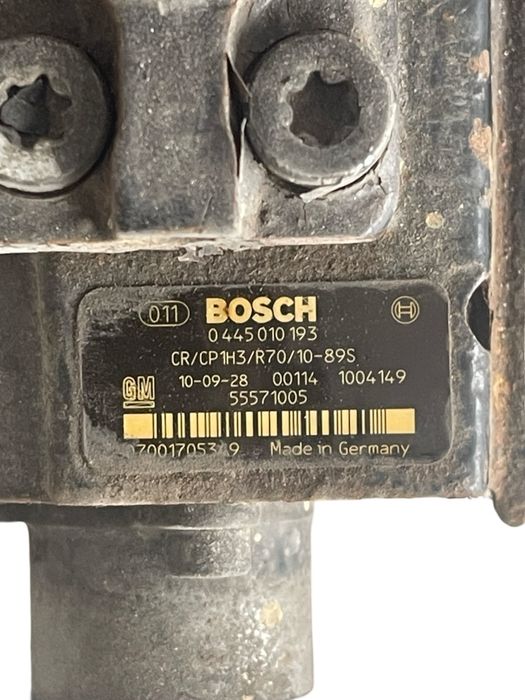 011 BOSCH
0 445 010 193
CR/CP1H3/R70/10-89S
GM 10-09-28 00114 1004149
55571005
Made in Germany